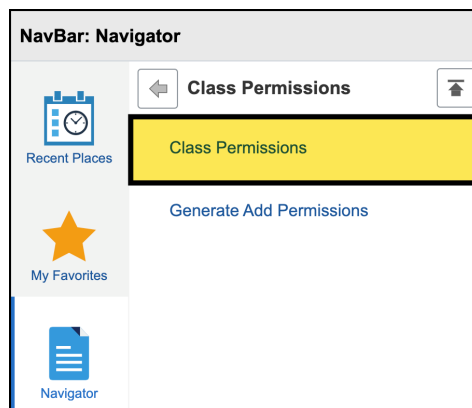 NavBar: Navigator
Recent Places
My Favorites
Navigator
Class Permissions
Class Permissions
Generate Add Permissions